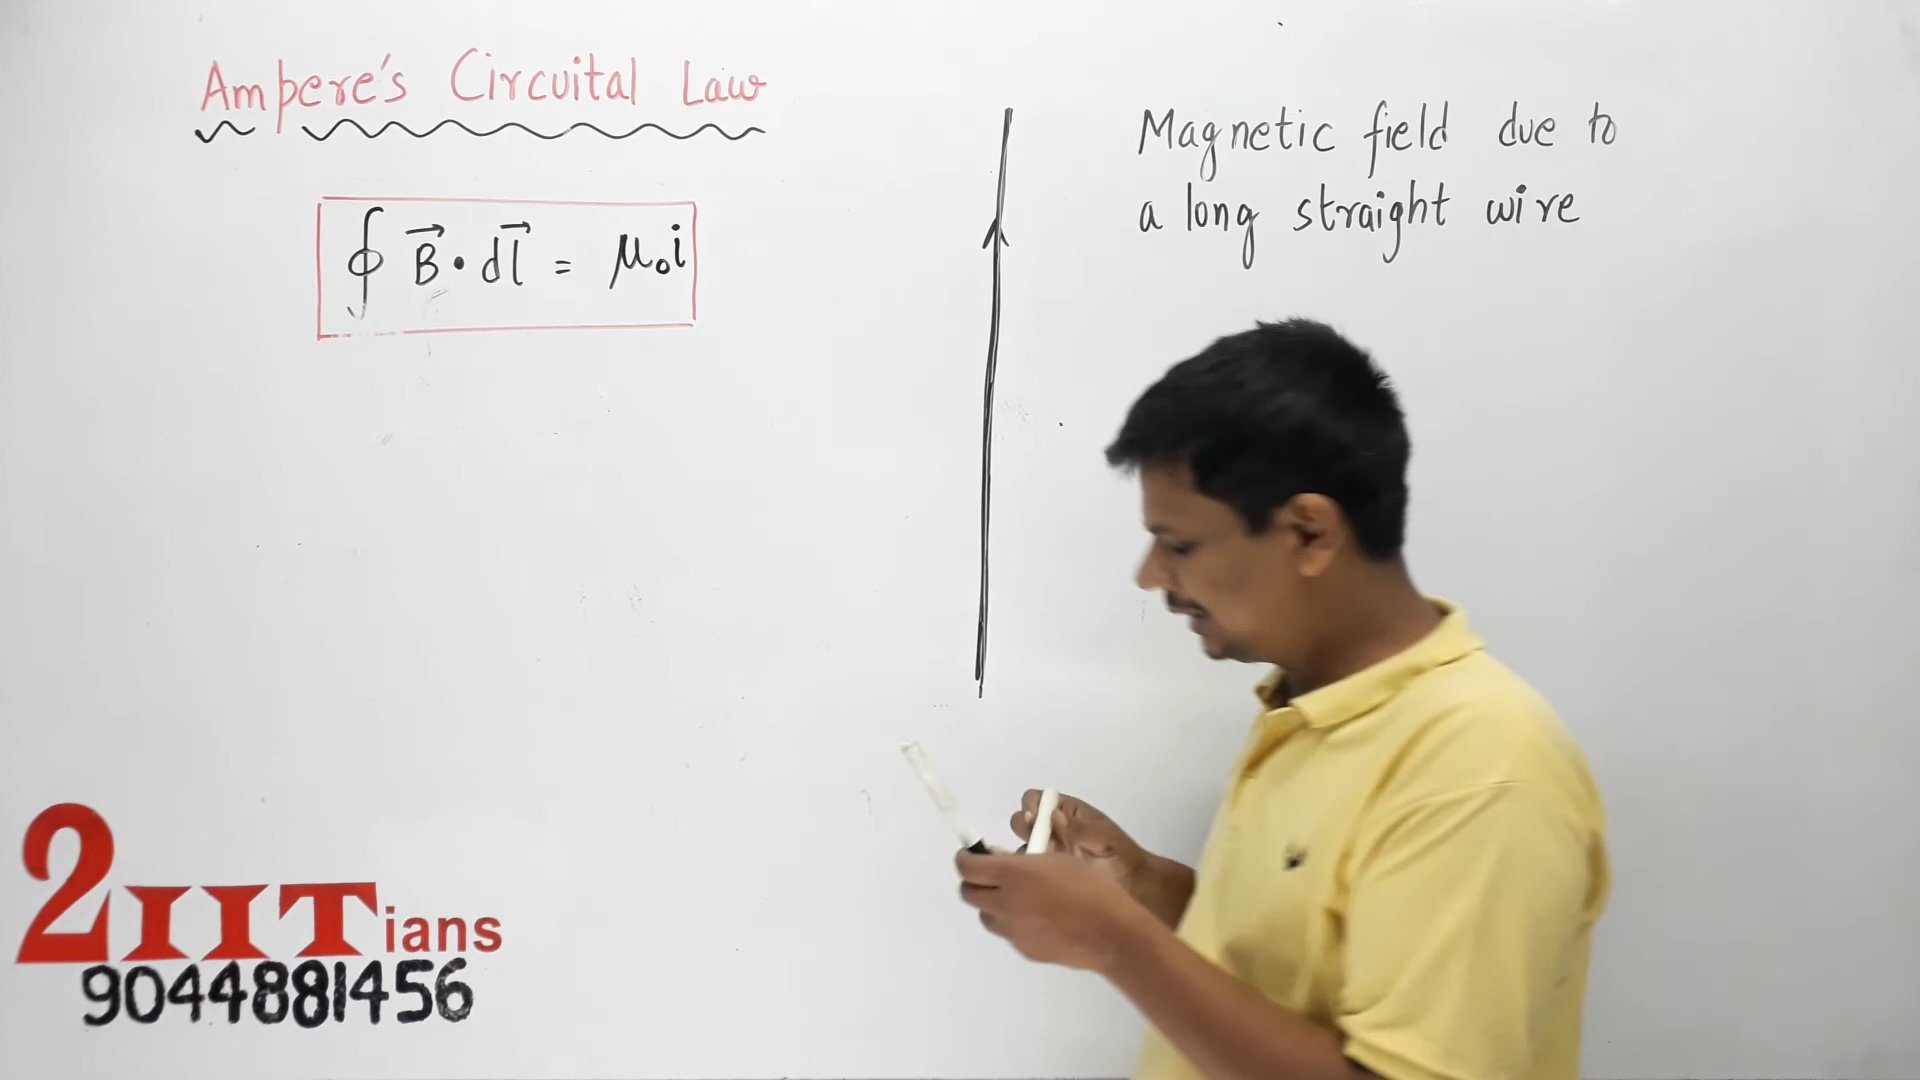 Ampere's Circuital Law
∮ B⃗ • dl⃗ = μ₀i
Magnetic field due to
a long straight wire
2IITians
9044881456